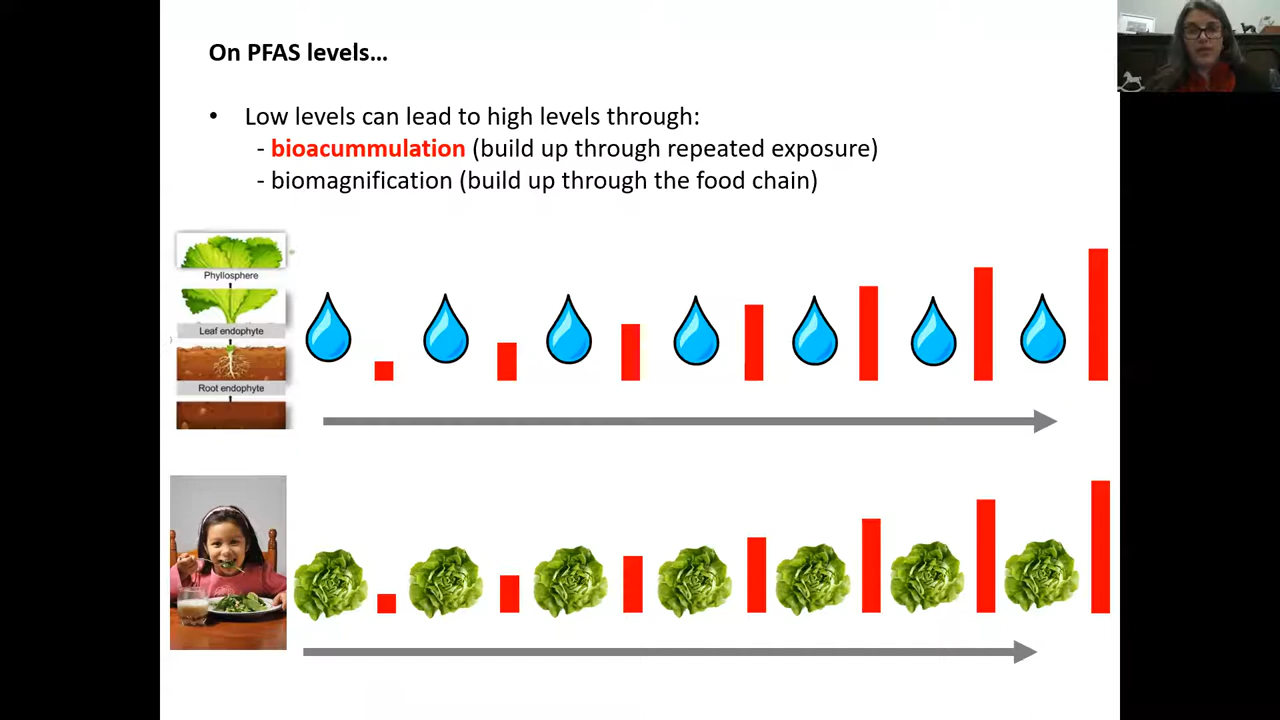 On PFAS levels…
• Low levels can lead to high levels through:
- bioacummulation (build up through repeated exposure)
- biomagnification (build up through the food chain)
Phyllosphere
Leaf endophyte
Root endophyte